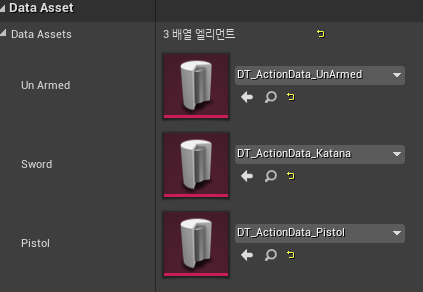 Data Asset
Data Assets
3 배열 엘리먼트
Un Armed
DT_ActionData_UnArmed
Sword
DT_ActionData_Katana
Pistol
DT_ActionData_Pistol